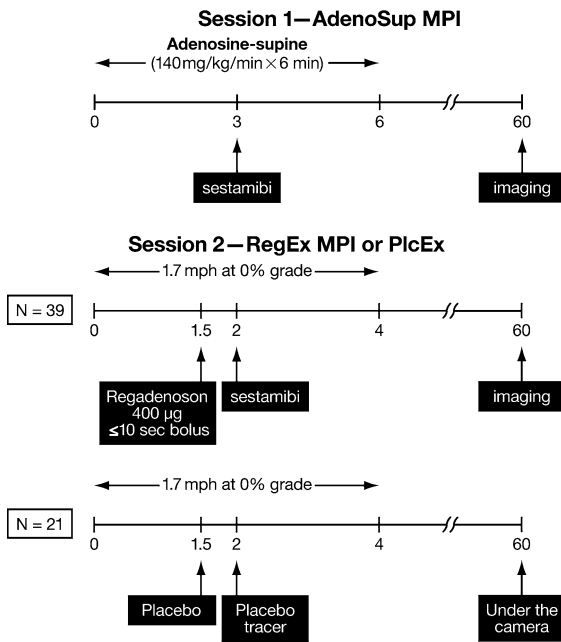 Session 1—AdenoSup MPI
Adenosine-supine
(140mg/kg/min×6 min)
0 3 6 60
sestamibi imaging
Session 2—RegEx MPI or PlcEx
1.7 mph at 0% grade
N = 39
0 1.5 2 4 60
Regadenoson
400 µg
≤10 sec bolus
sestamibi
imaging
1.7 mph at 0% grade
N = 21
0 1.5 2 4 60
Placebo
Placebo
tracer
Under the
camera